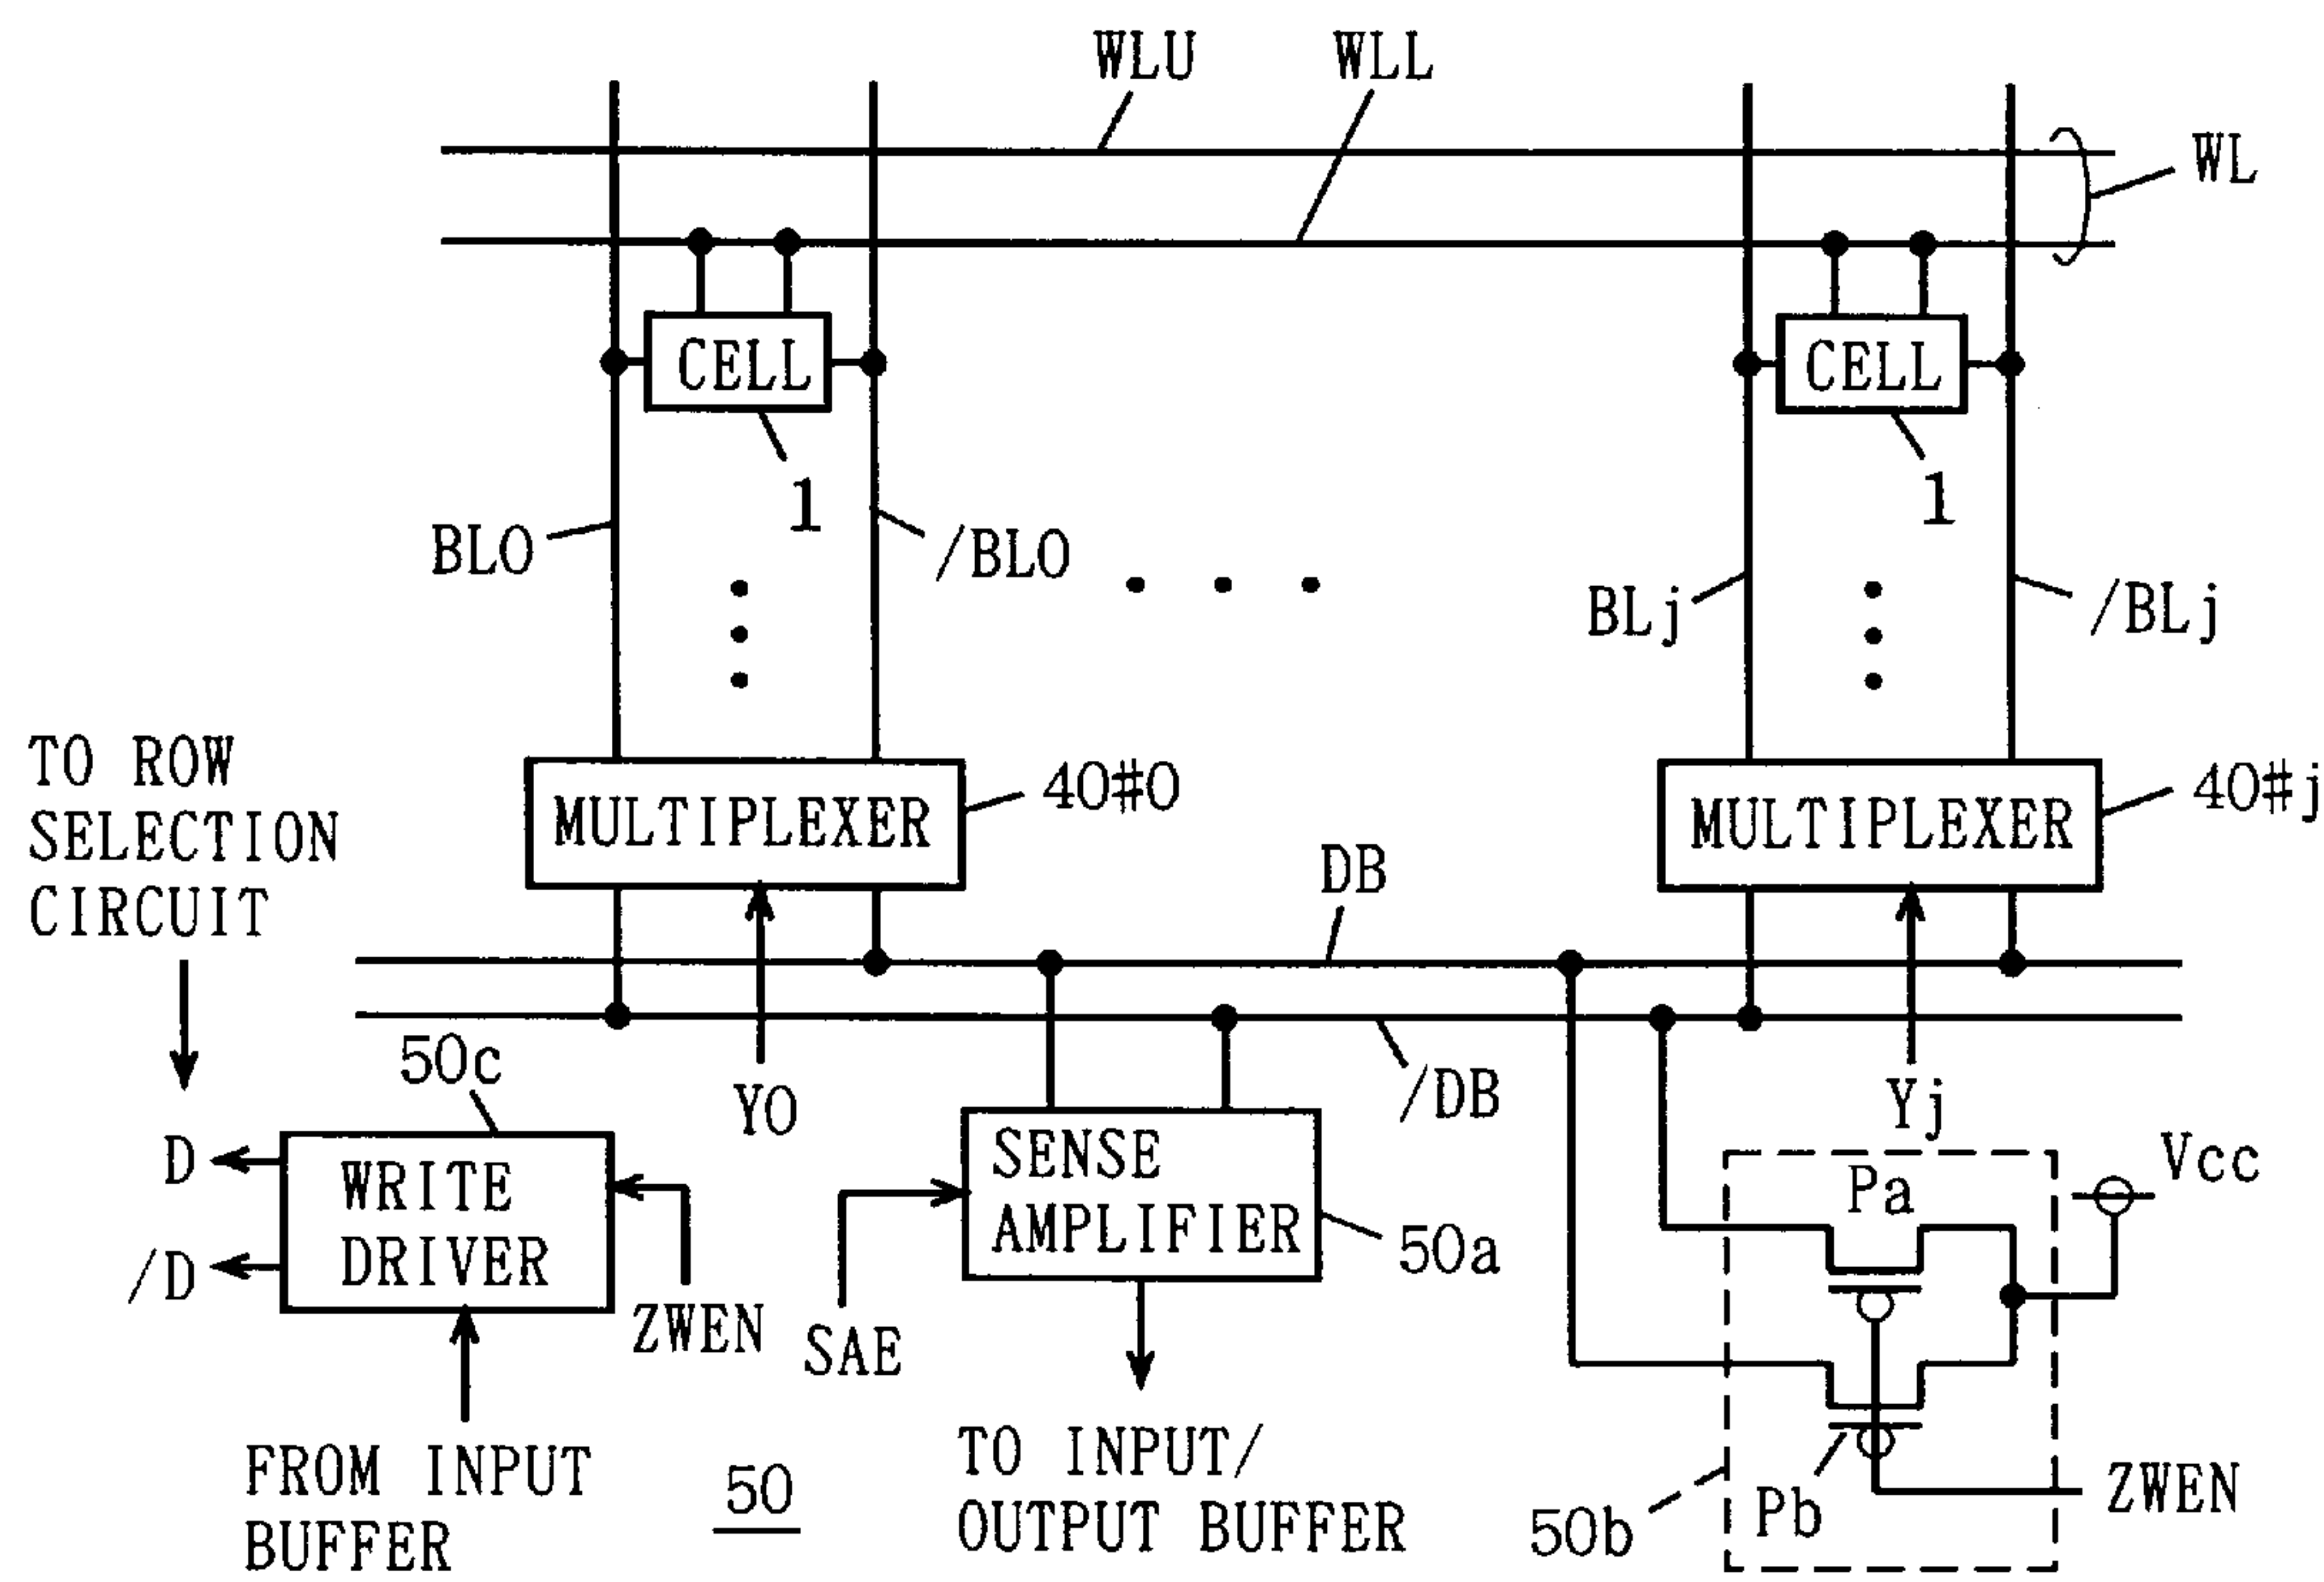 WLU
WLL
WL
CELL
CELL
1
1
BL0
/BL0
BLj
/BLj
TO ROW
SELECTION
CIRCUIT
MULTIPLEXER
40#0
MULTIPLEXER
40#j
DB
50c
Y0
/DB
Yj
D
/D
WRITE
DRIVER
ZWEN
SENSE
AMPLIFIER
50a
SAE
Pa
Vcc
FROM INPUT
BUFFER
50
TO INPUT/
OUTPUT BUFFER
50b
Pb
ZWEN